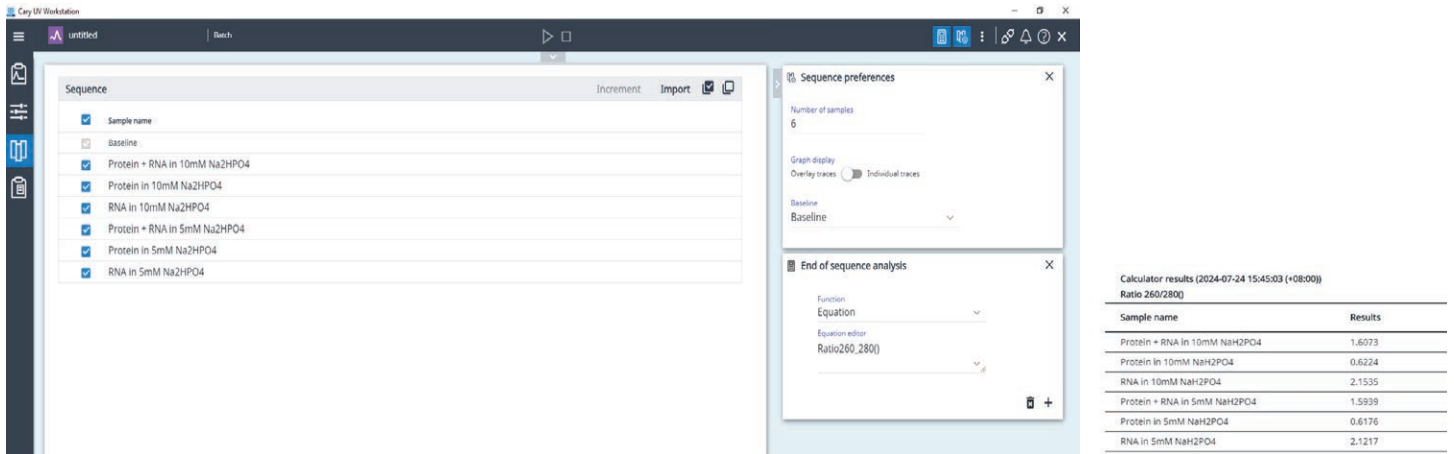 Cary UV Workstation
untitled Batch
Sequence Increment Import
Sample name
Baseline
Protein + RNA in 10mM Na2HPO4
Protein in 10mM Na2HPO4
RNA in 10mM Na2HPO4
Protein + RNA in 5mM Na2HPO4
Protein in 5mM Na2HPO4
RNA in 5mM Na2HPO4
Sequence preferences
Number of samples
6
Graph display
Overlay traces Individual traces
Baseline
Baseline
End of sequence analysis
Function
Equation
Equation editor
Ratio260_280()
Calculator results (2024-07-24 15:45:03 (+08:00))
Ratio 260/280()
Sample name Results
Protein + RNA in 10mM NaH2PO4 1.6073
Protein in 10mM NaH2PO4 0.6224
RNA in 10mM NaH2PO4 2.1535
Protein + RNA in 5mM NaH2PO4 1.5939
Protein in 5mM NaH2PO4 0.6176
RNA in 5mM NaH2PO4 2.1217